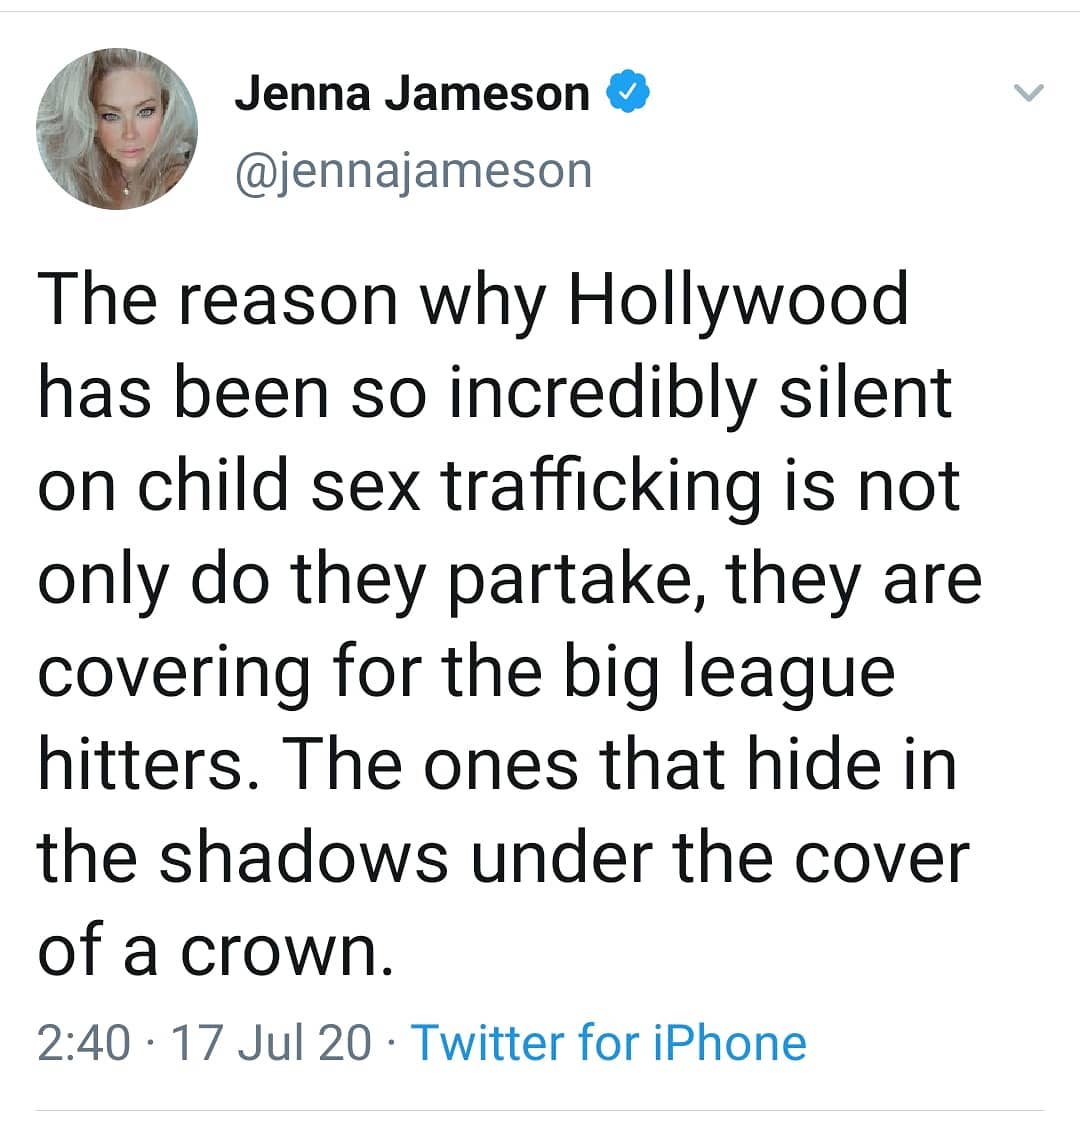 Jenna Jameson
@jennajameson
The reason why Hollywood
has been so incredibly silent
on child sex trafficking is not
only do they partake, they are
covering for the big league
hitters. The ones that hide in
the shadows under the cover
of a crown.
2:40 · 17 Jul 20 · Twitter for iPhone